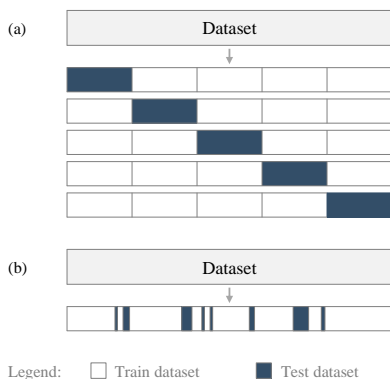 (a)
Dataset
(b)
Dataset
Legend: Train dataset Test dataset